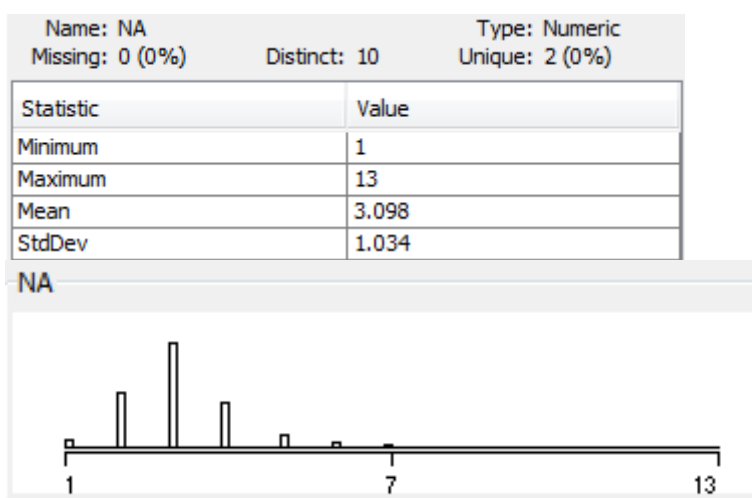 Name: NA Type: Numeric
Missing: 0 (0%) Distinct: 10 Unique: 2 (0%)
Statistic Value
Minimum 1
Maximum 13
Mean 3.098
StdDev 1.034
NA
1 7 13